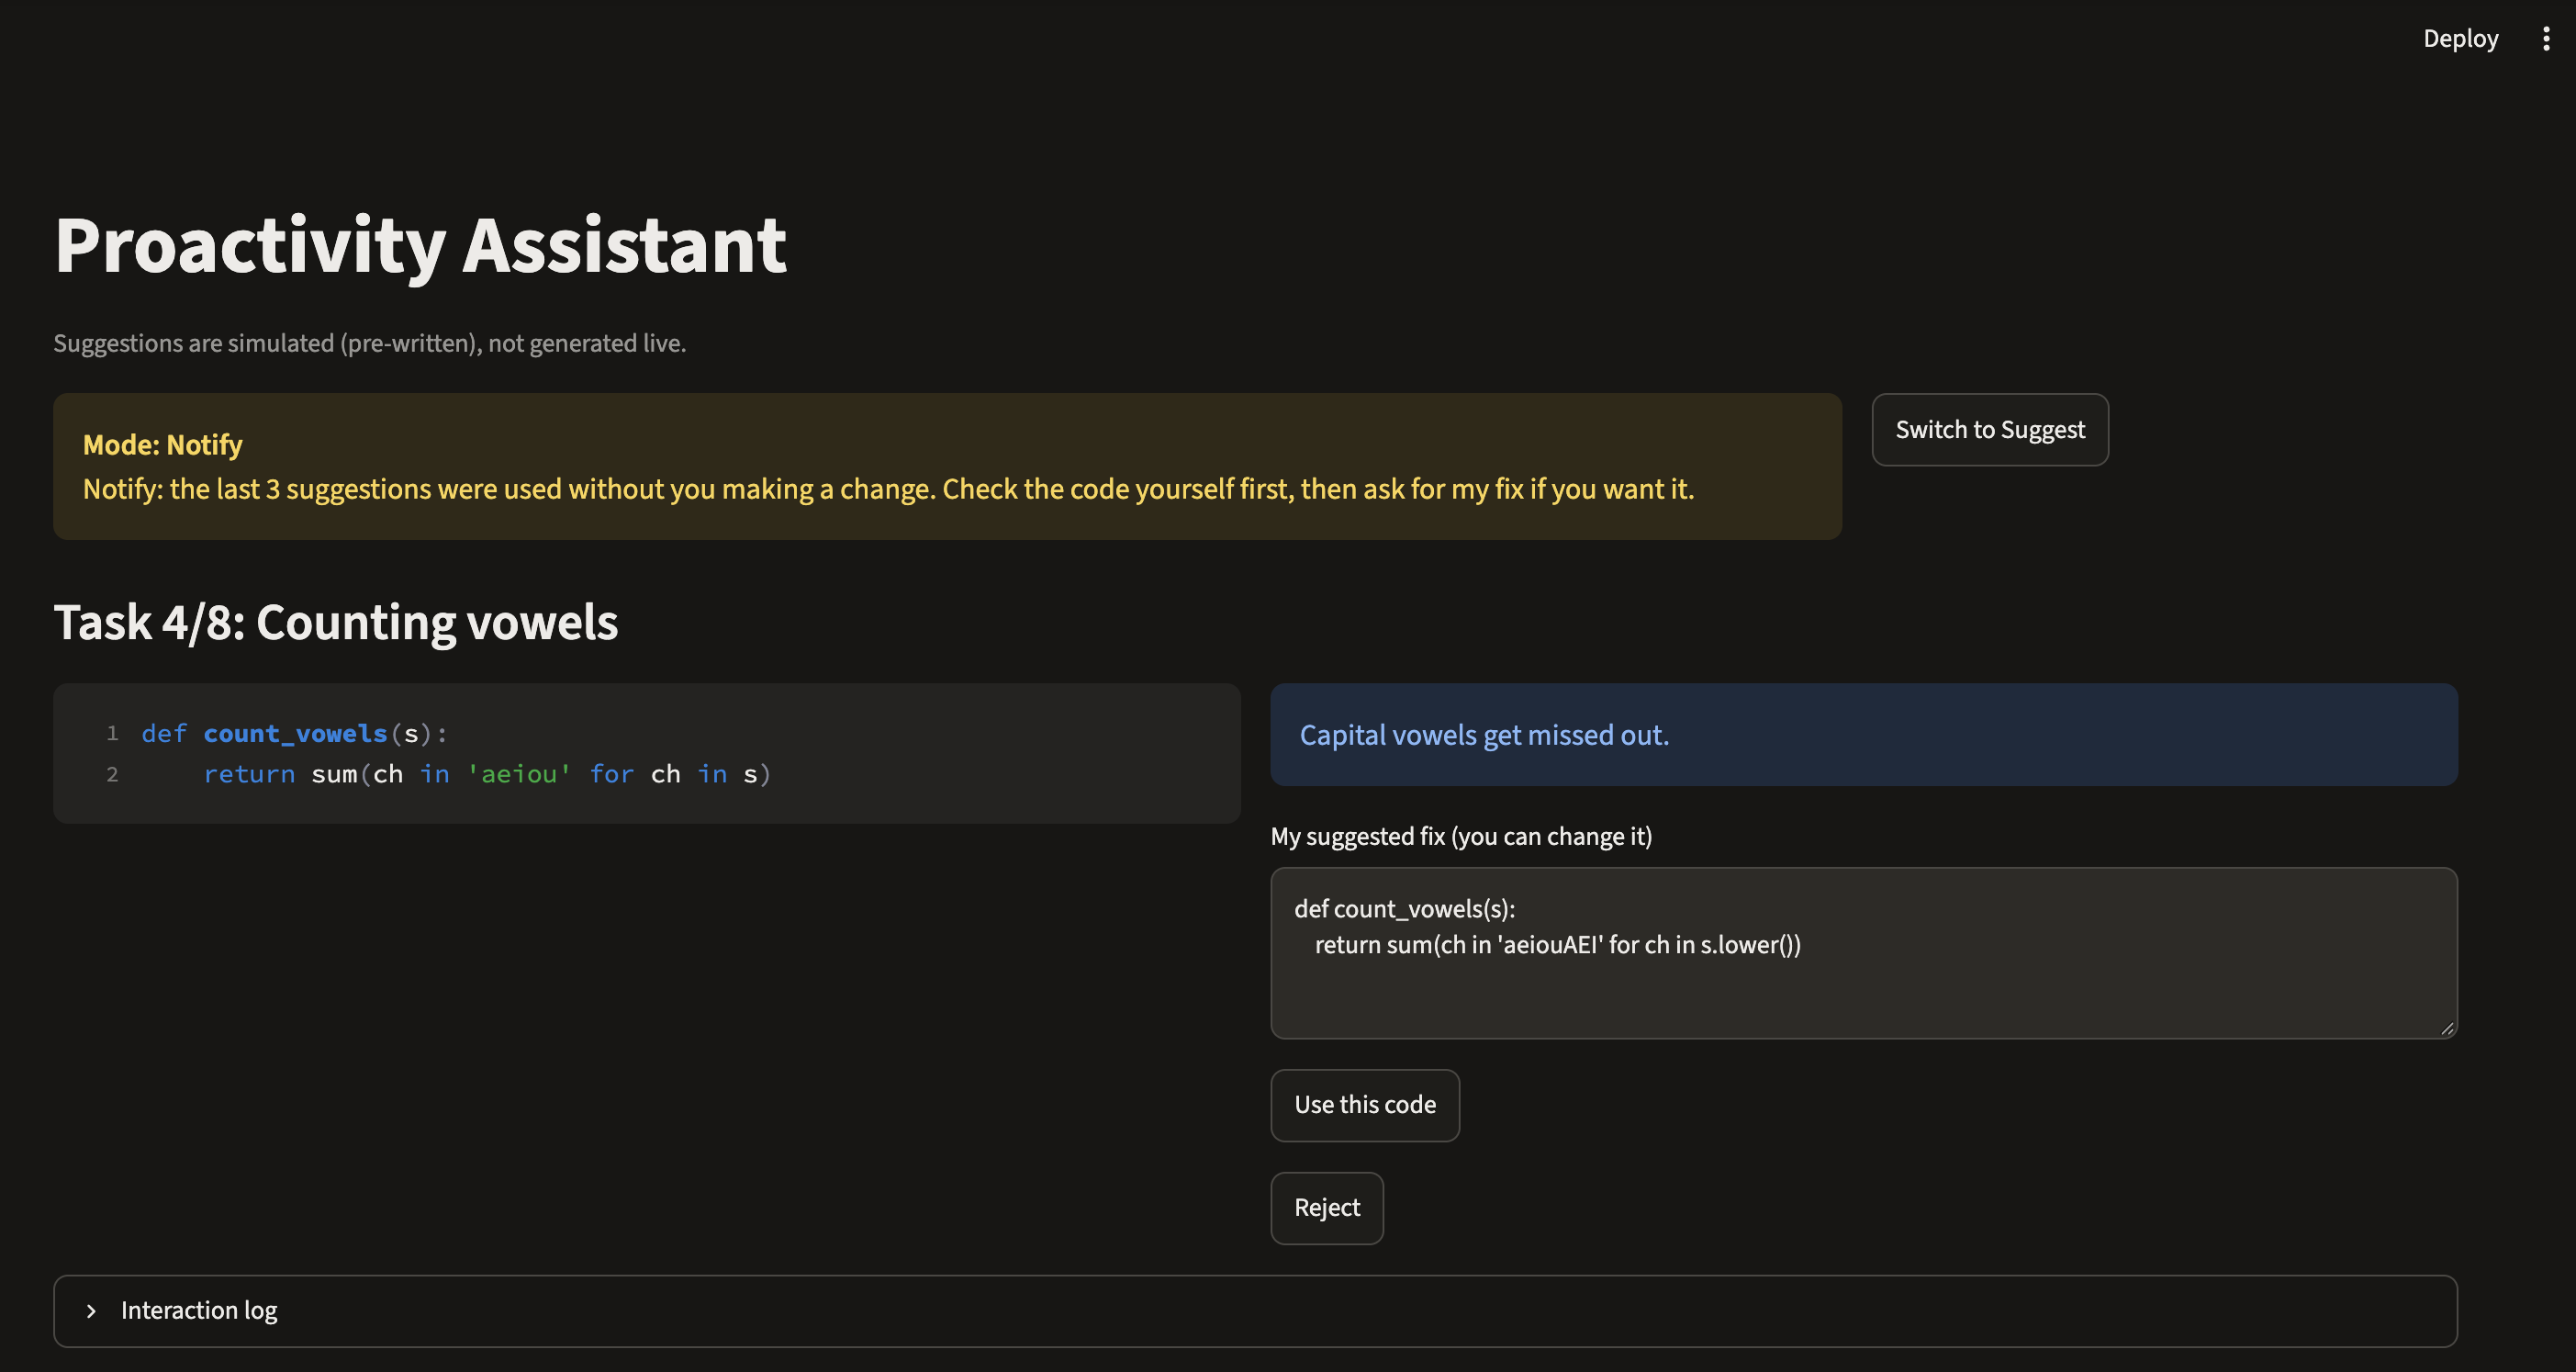 Deploy
Proactivity Assistant
Suggestions are simulated (pre-written), not generated live.
Mode: Notify
Notify: the last 3 suggestions were used without you making a change. Check the code yourself first, then ask for my fix if you want it.
Switch to Suggest
Task 4/8: Counting vowels
1 def count_vowels(s):
2     return sum(ch in 'aeiou' for ch in s)
Capital vowels get missed out.
My suggested fix (you can change it)
def count_vowels(s):
    return sum(ch in 'aeiouAEI' for ch in s.lower())
Use this code
Reject
Interaction log